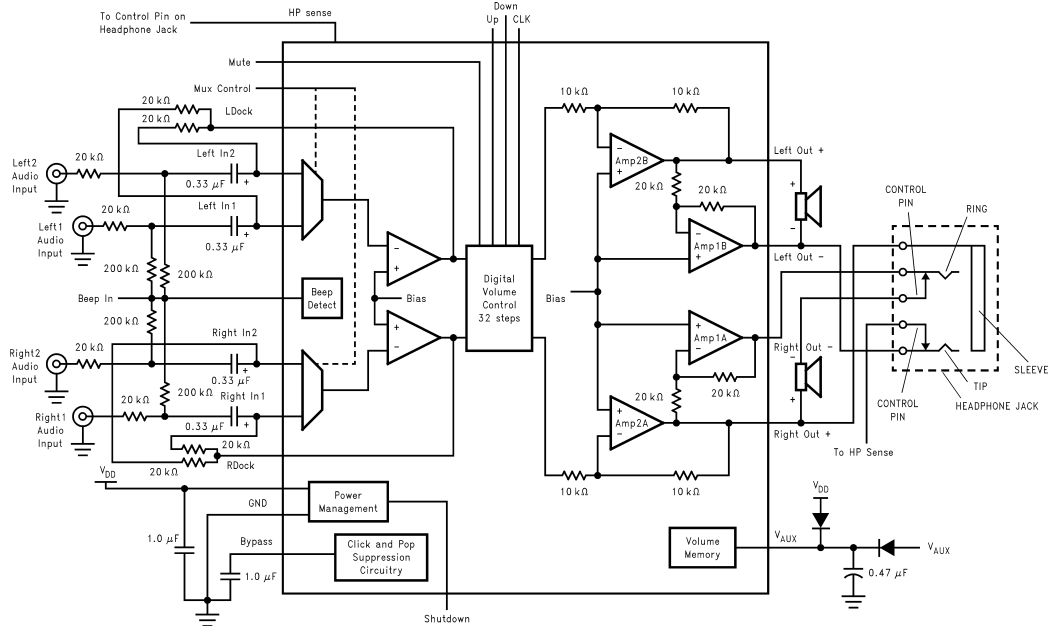 To Control Pin on
Headphone Jack
HP sense
Down
Up
CLK
Mute
Mux Control
20 kΩ
LDock
20 kΩ
10 kΩ
10 kΩ
Left2
Audio
Input
20 kΩ
Left In2
0.33 μF
+
Left1
Audio
Input
20 kΩ
Left In1
0.33 μF
+
200 kΩ
200 kΩ
Beep In
200 kΩ
Beep
Detect
−
+
Bias
+
−
Digital
Volume
Control
32 steps
Bias
−
Amp2B
+
20 kΩ
20 kΩ
−
Amp1B
+
Left Out +
+
−
Left Out −
CONTROL
PIN
RING
SLEEVE
TIP
HEADPHONE JACK
CONTROL
PIN
To HP Sense
+
Amp1A
−
Right Out −
−
+
Right Out +
20 kΩ
20 kΩ
+
Amp2A
−
10 kΩ
10 kΩ
Right2
Audio
Input
20 kΩ
Right In2
0.33 μF
+
200 kΩ
Right1
Audio
Input
20 kΩ
Right In1
0.33 μF
+
20 kΩ
20 kΩ
RDock
VDD
GND
Power
Management
1.0 μF
Bypass
1.0 μF
Click and Pop
Suppression
Circuitry
Shutdown
Volume
Memory
VAUX
VDD
VAUX
0.47 μF